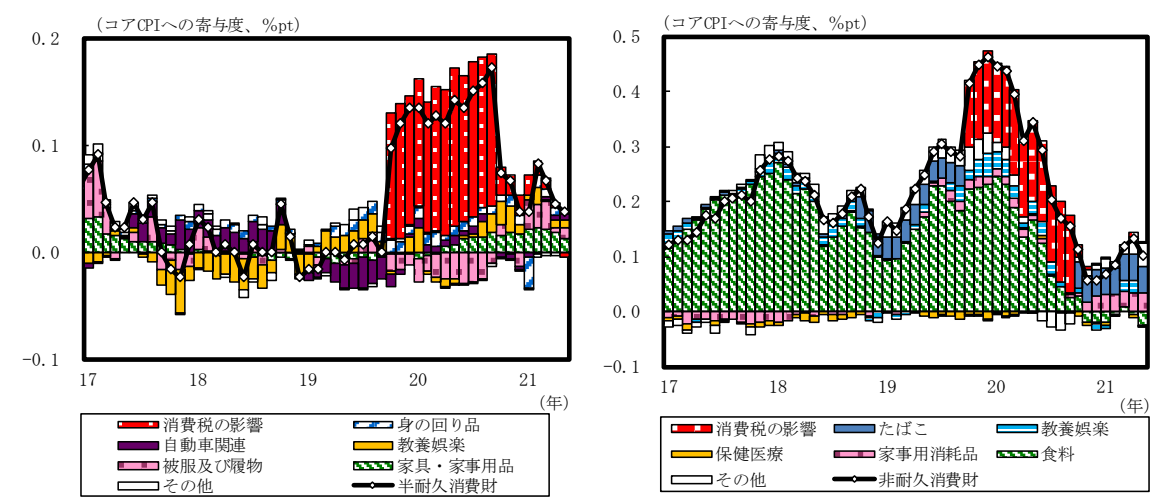 (コアCPIへの寄与度、%pt)
0.2
0.1
0.0
-0.1
17 18 19 20 21
(年)
消費税の影響 身の回り品
自動車関連 教養娯楽
被服及び履物 家具・家事用品
その他 半耐久消費財
(コアCPIへの寄与度、%pt)
0.5
0.4
0.3
0.2
0.1
0.0
-0.1
17 18 19 20 21
(年)
消費税の影響 たばこ 教養娯楽
保健医療 家事用消耗品 食料
その他 非耐久消費財